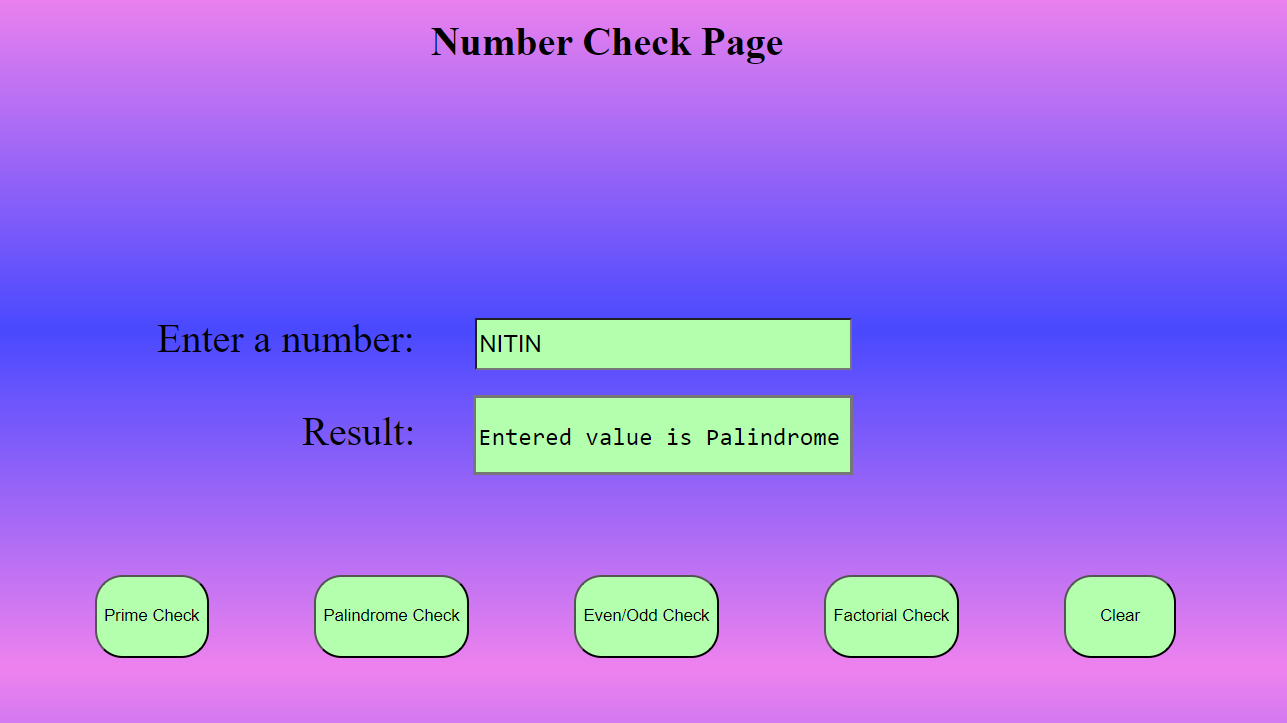 Number Check Page
Enter a number: NITIN
Result: Entered value is Palindrome
Prime Check Palindrome Check Even/Odd Check Factorial Check Clear